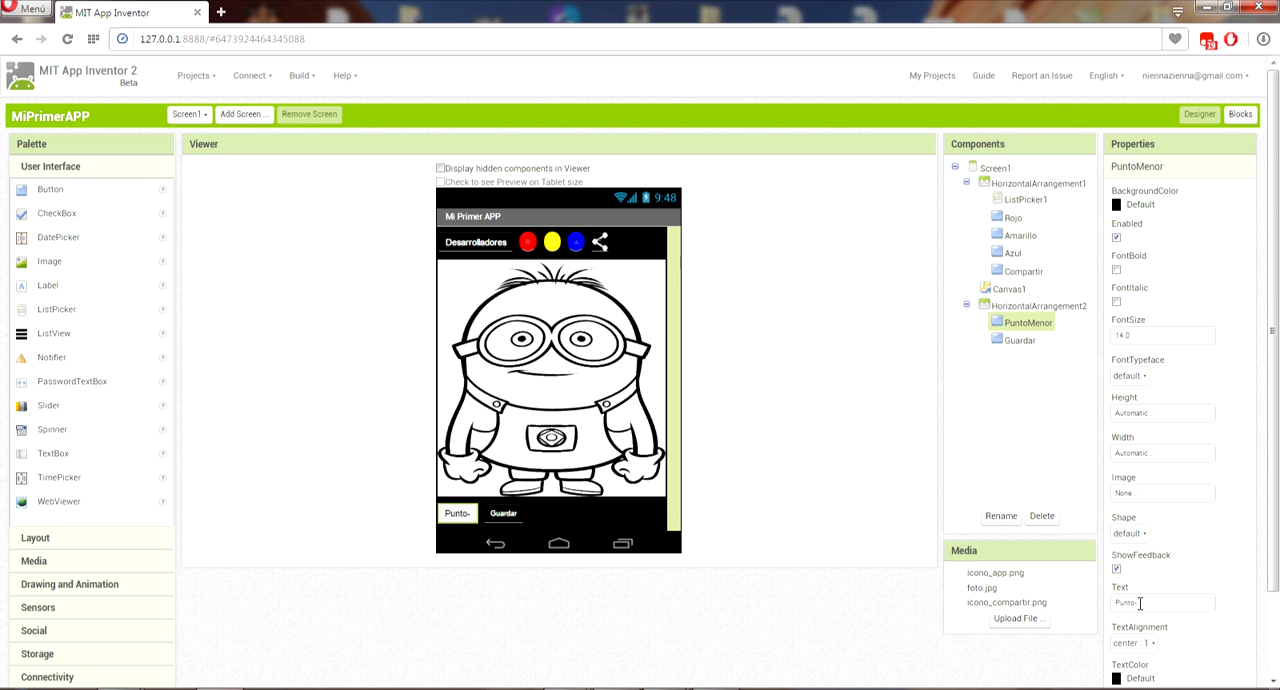 Menú
MIT App Inventor
127.0.0.1:8888/#6473924464345088
19
MIT App Inventor 2
Beta
Projects
Connect
Build
Help
My Projects
Guide
Report an Issue
English
niennazienna@gmail.com
MiPrimerAPP
Screen1
Add Screen ...
Remove Screen
Designer
Blocks
Palette
User Interface
Button
CheckBox
DatePicker
Image
Label
ListPicker
ListView
Notifier
PasswordTextBox
Slider
Spinner
TextBox
TimePicker
WebViewer
Layout
Media
Drawing and Animation
Sensors
Social
Storage
Connectivity
Viewer
Display hidden components in Viewer
Check to see Preview on Tablet size.
9:48
Mi Primer APP
Desarrolladores
Punto-
Guardar
Components
Screen1
HorizontalArrangement1
ListPicker1
Rojo
Amarillo
Azul
Compartir
Canvas1
HorizontalArrangement2
PuntoMenor
Guardar
Rename
Delete
Media
icono_app.png
foto.jpg
icono_compartir.png
Upload File ...
Properties
PuntoMenor
BackgroundColor
Default
Enabled
FontBold
FontItalic
FontSize
14.0
FontTypeface
default
Height
Automatic...
Width
Automatic...
Image
None...
Shape
default
ShowFeedback
Text
Punto-
TextAlignment
center : 1
TextColor
Default